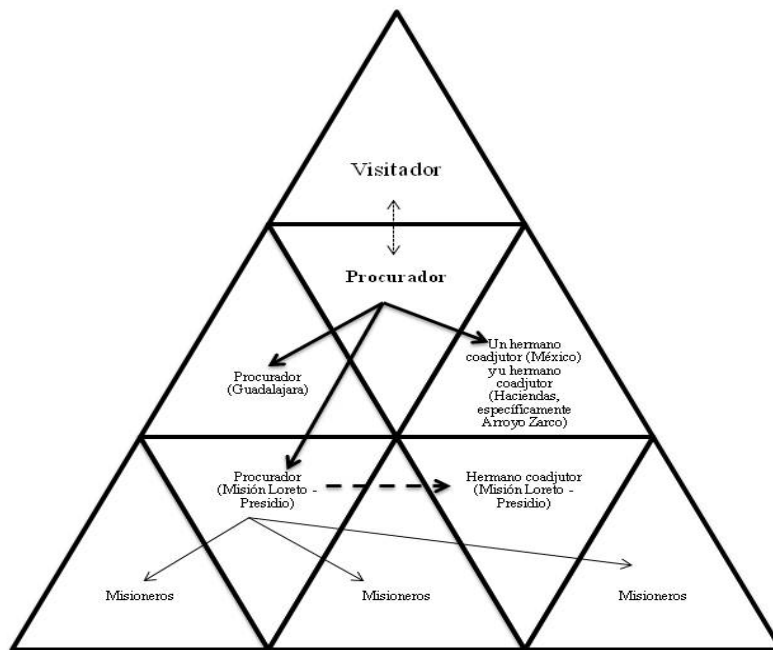 Visitador
Procurador
Procurador
(Guadalajara)
Un hermano
coadjutor (México)
y u hermano
coadjutor
(Haciendas,
específicamente
Arroyo Zarco)
Procurador
(Misión Loreto -
Presidio)
Hermano coadjutor
(Misión Loreto -
Presidio)
Misioneros
Misioneros
Misioneros